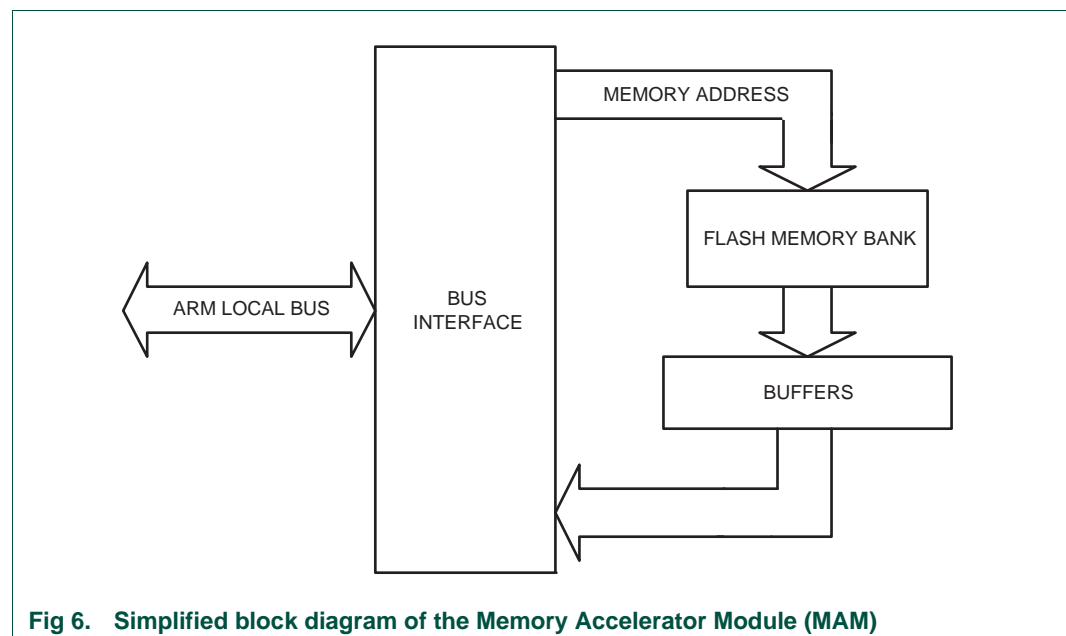 MEMORY ADDRESS
FLASH MEMORY BANK
ARM LOCAL BUS
BUS
INTERFACE
BUFFERS
Fig 6. Simplified block diagram of the Memory Accelerator Module (MAM)